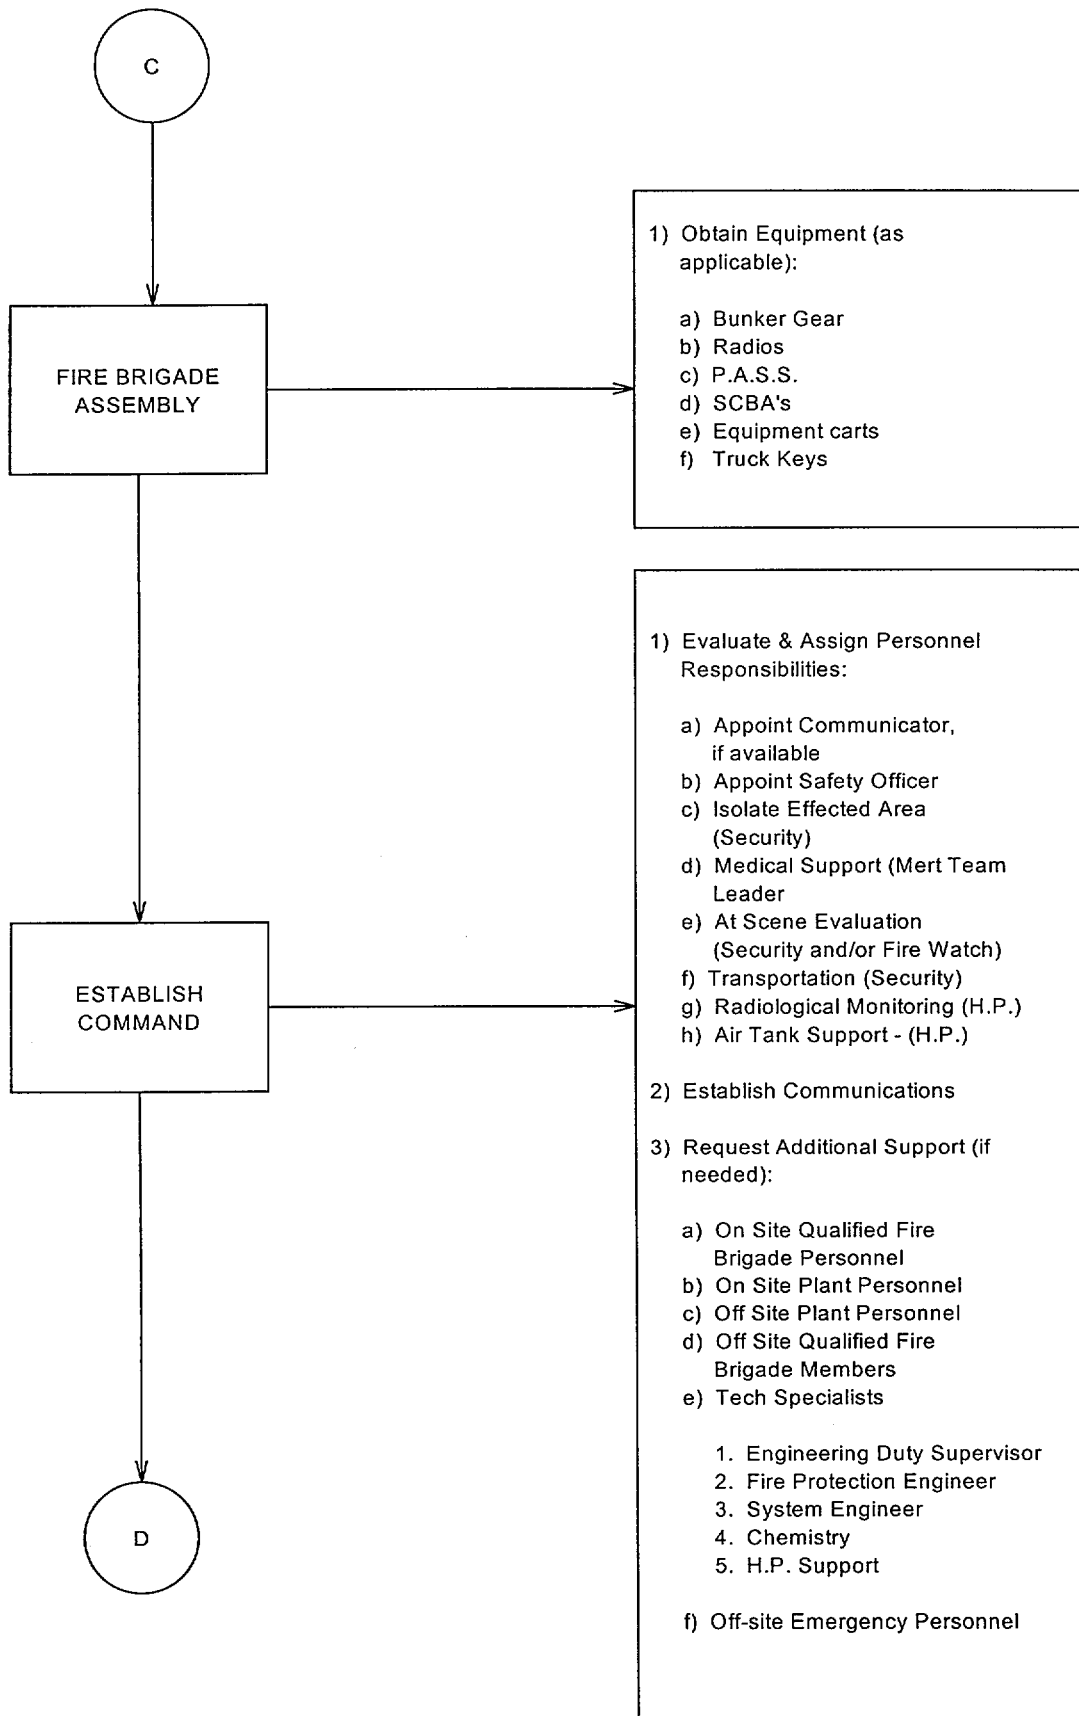 C
FIRE BRIGADE
ASSEMBLY
1) Obtain Equipment (as
applicable):
a) Bunker Gear
b) Radios
c) P.A.S.S.
d) SCBA's
e) Equipment carts
f) Truck Keys
ESTABLISH
COMMAND
1) Evaluate & Assign Personnel
Responsibilities:
a) Appoint Communicator,
if available
b) Appoint Safety Officer
c) Isolate Effected Area
(Security)
d) Medical Support (Mert Team
Leader
e) At Scene Evaluation
(Security and/or Fire Watch)
f) Transportation (Security)
g) Radiological Monitoring (H.P.)
h) Air Tank Support - (H.P.)
2) Establish Communications
3) Request Additional Support (if
needed):
a) On Site Qualified Fire
Brigade Personnel
b) On Site Plant Personnel
c) Off Site Plant Personnel
d) Off Site Qualified Fire
Brigade Members
e) Tech Specialists
1. Engineering Duty Supervisor
2. Fire Protection Engineer
3. System Engineer
4. Chemistry
5. H.P. Support
f) Off-site Emergency Personnel
D